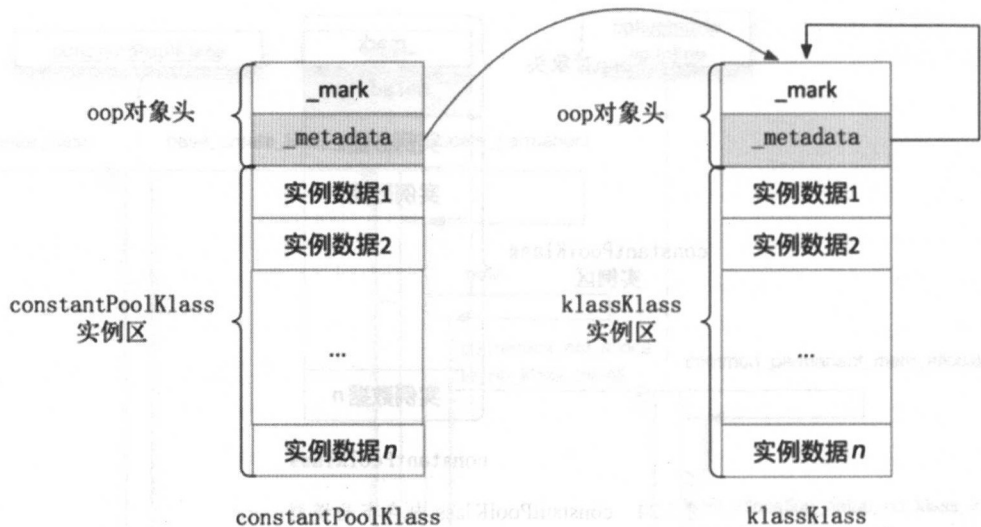 oop对象头
_mark
_metadata
实例数据1
实例数据2
constantPoolKlass
实例区
...
实例数据n
constantPoolKlass
oop对象头
_mark
_metadata
实例数据1
实例数据2
klassKlass
实例区
...
实例数据n
klassKlass